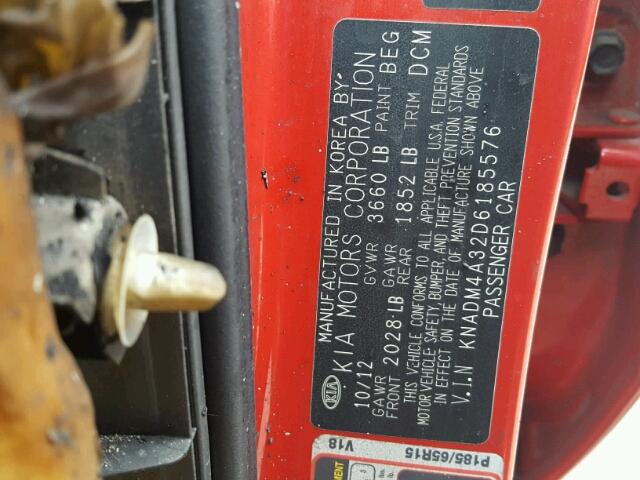 MANUFACTURED IN KOREA BY:
KIA KIA MOTORS CORPORATION
10/12 GVWR 3660 LB PAINT BEG
GAWR FRONT 2028 LB GAWR REAR 1852 LB TRIM DCM
THIS VEHICLE CONFORMS TO ALL APPLICABLE U.S.A. FEDERAL
MOTOR VEHICLE SAFETY, BUMPER, AND THEFT PREVENTION STANDARDS
IN EFFECT ON THE DATE OF MANUFACTURE SHOWN ABOVE
V.I.N KNADM4A32D6185576
PASSENGER CAR
V18
P185/65R15